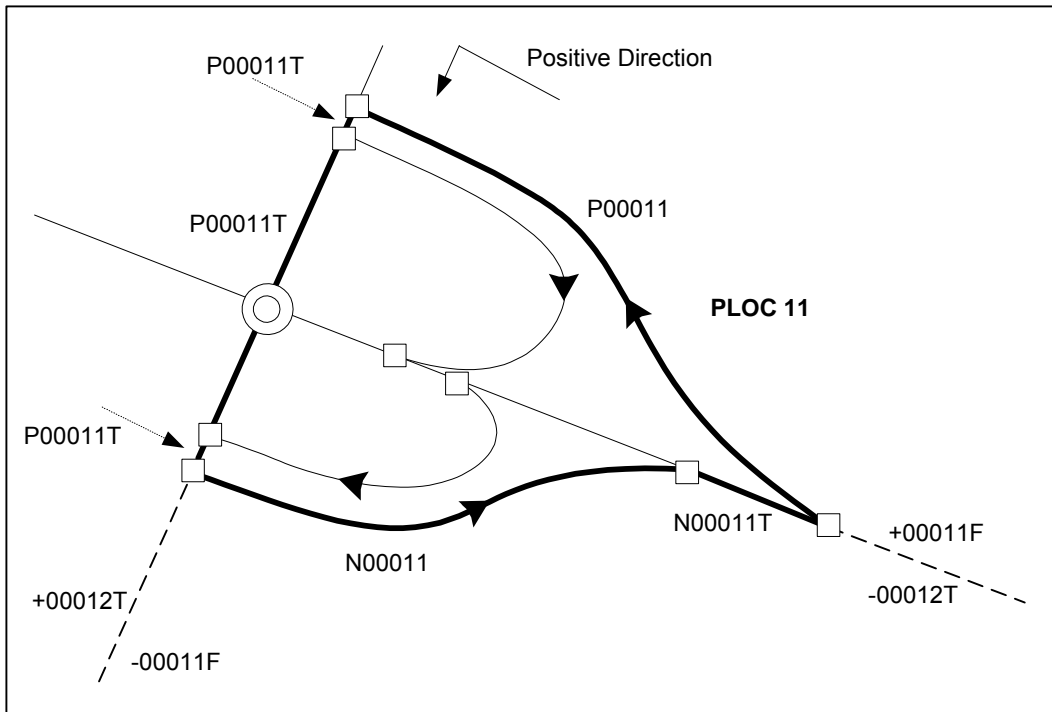 Positive Direction
P00011T
P00011
P00011T
PLOC 11
P00011T
N00011T
+00011F
N00011
-00012T
+00012T
-00011F